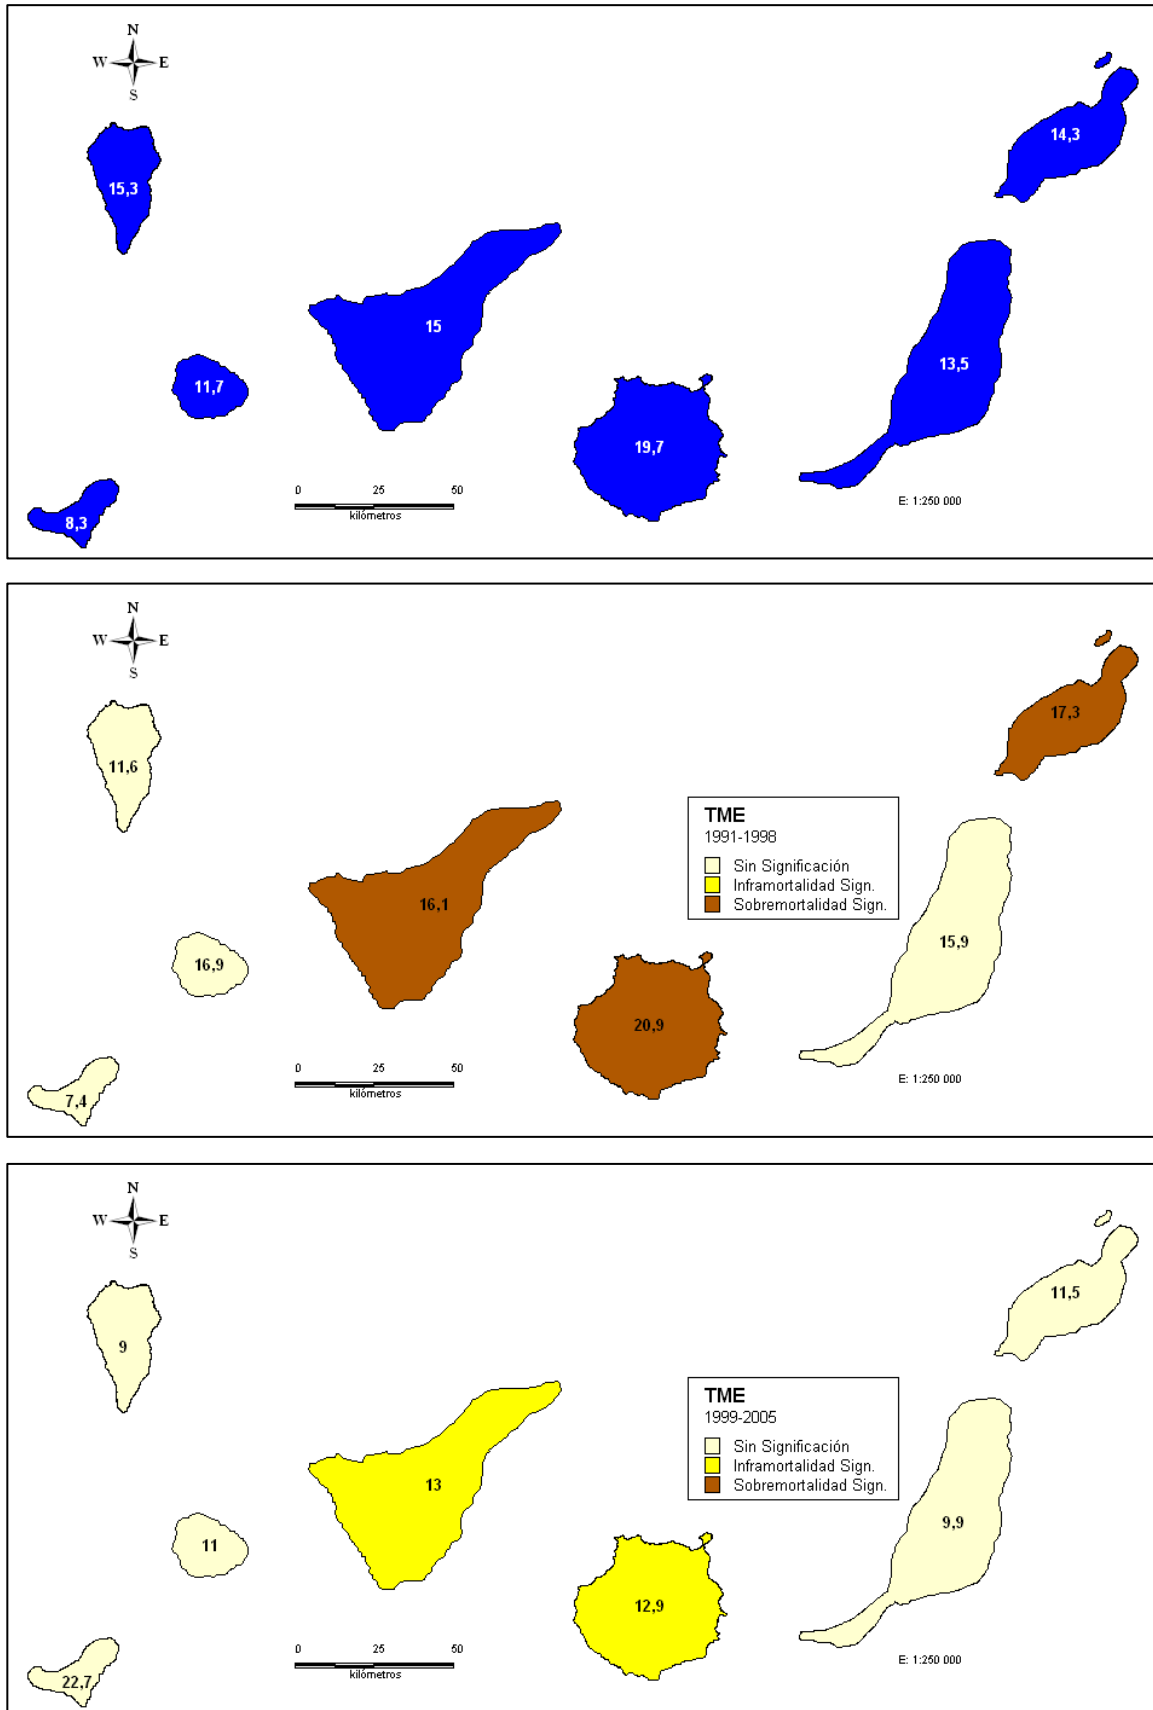 N
W E
S
14,3
15,3
15
13,5
11,7
19,7
0 25 50
kilómetros
E: 1:250 000
8,3
N
W E
S
17,3
11,6
TME
1991-1998
Sin Significación
Inframortalidad Sign.
Sobremortalidad Sign.
16,1
15,9
16,9
20,9
0 25 50
kilómetros
E: 1:250 000
7,4
N
W E
S
11,5
9
TME
1999-2005
Sin Significación
Inframortalidad Sign.
Sobremortalidad Sign.
13
9,9
11
12,9
0 25 50
kilómetros
E: 1:250 000
22,7